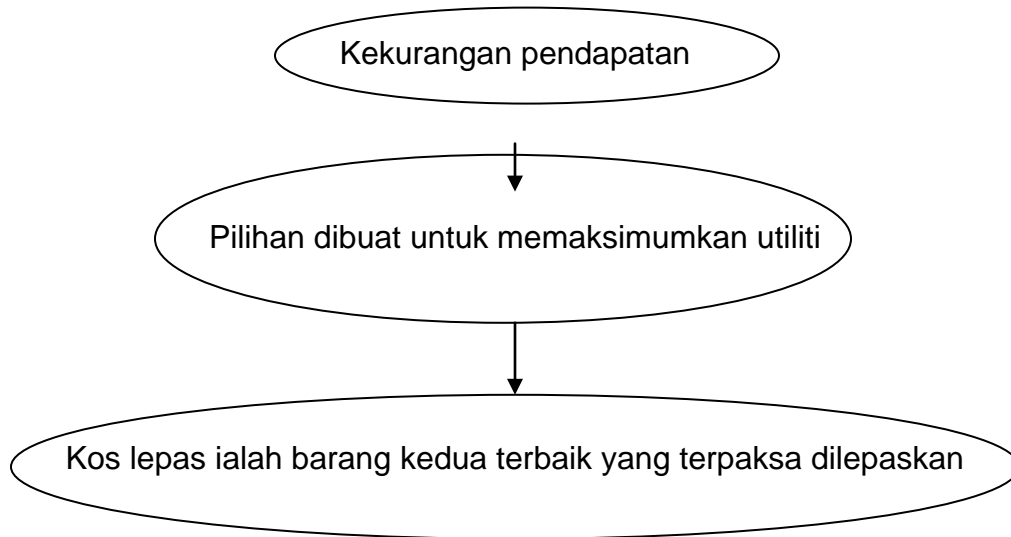 Kekurangan pendapatan
Pilihan dibuat untuk memaksimumkan utiliti
Kos lepas ialah barang kedua terbaik yang terpaksa dilepaskan